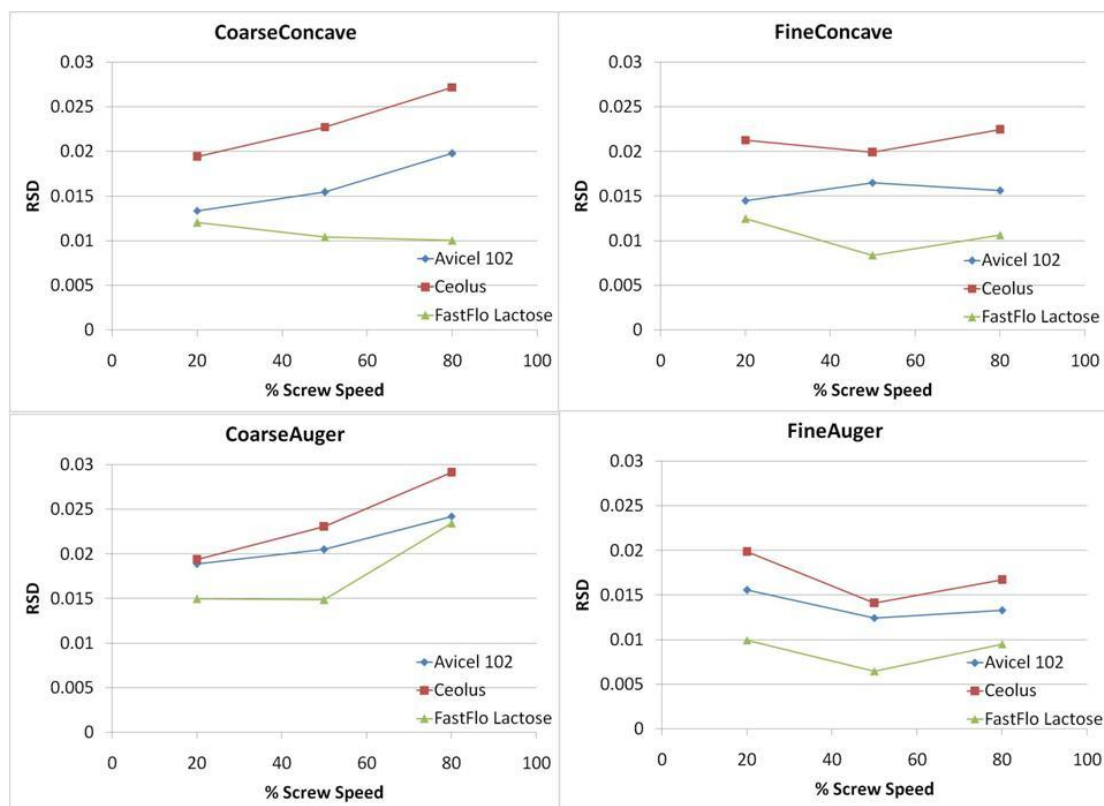 CoarseConcave
RSD
0.03
0.025
0.02
0.015
0.01
0.005
0
0 20 40 60 80 100
% Screw Speed
Avicel 102
Ceolus
FastFlo Lactose
FineConcave
RSD
0.03
0.025
0.02
0.015
0.01
0.005
0
0 20 40 60 80 100
% Screw Speed
Avicel 102
Ceolus
FastFlo Lactose
CoarseAuger
RSD
0.03
0.025
0.02
0.015
0.01
0.005
0
0 20 40 60 80 100
% Screw Speed
Avicel 102
Ceolus
FastFlo Lactose
FineAuger
RSD
0.03
0.025
0.02
0.015
0.01
0.005
0
0 20 40 60 80 100
% Screw Speed
Avicel 102
Ceolus
FastFlo Lactose